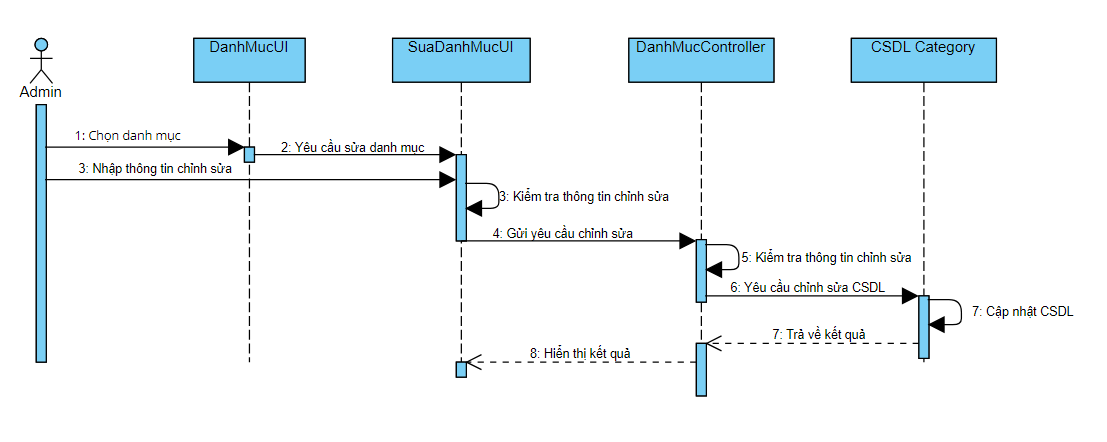 DanhMucUI
SuaDanhMucUI
DanhMucController
CSDL Category
Admin
1: Chọn danh mục
2: Yêu cầu sửa danh mục
3: Nhập thông tin chỉnh sửa
3: Kiểm tra thông tin chỉnh sửa
4: Gửi yêu cầu chỉnh sửa
5: Kiểm tra thông tin chỉnh sửa
6: Yêu cầu chỉnh sửa CSDL
7: Cập nhật CSDL
7: Trả về kết quả
8: Hiển thị kết quả